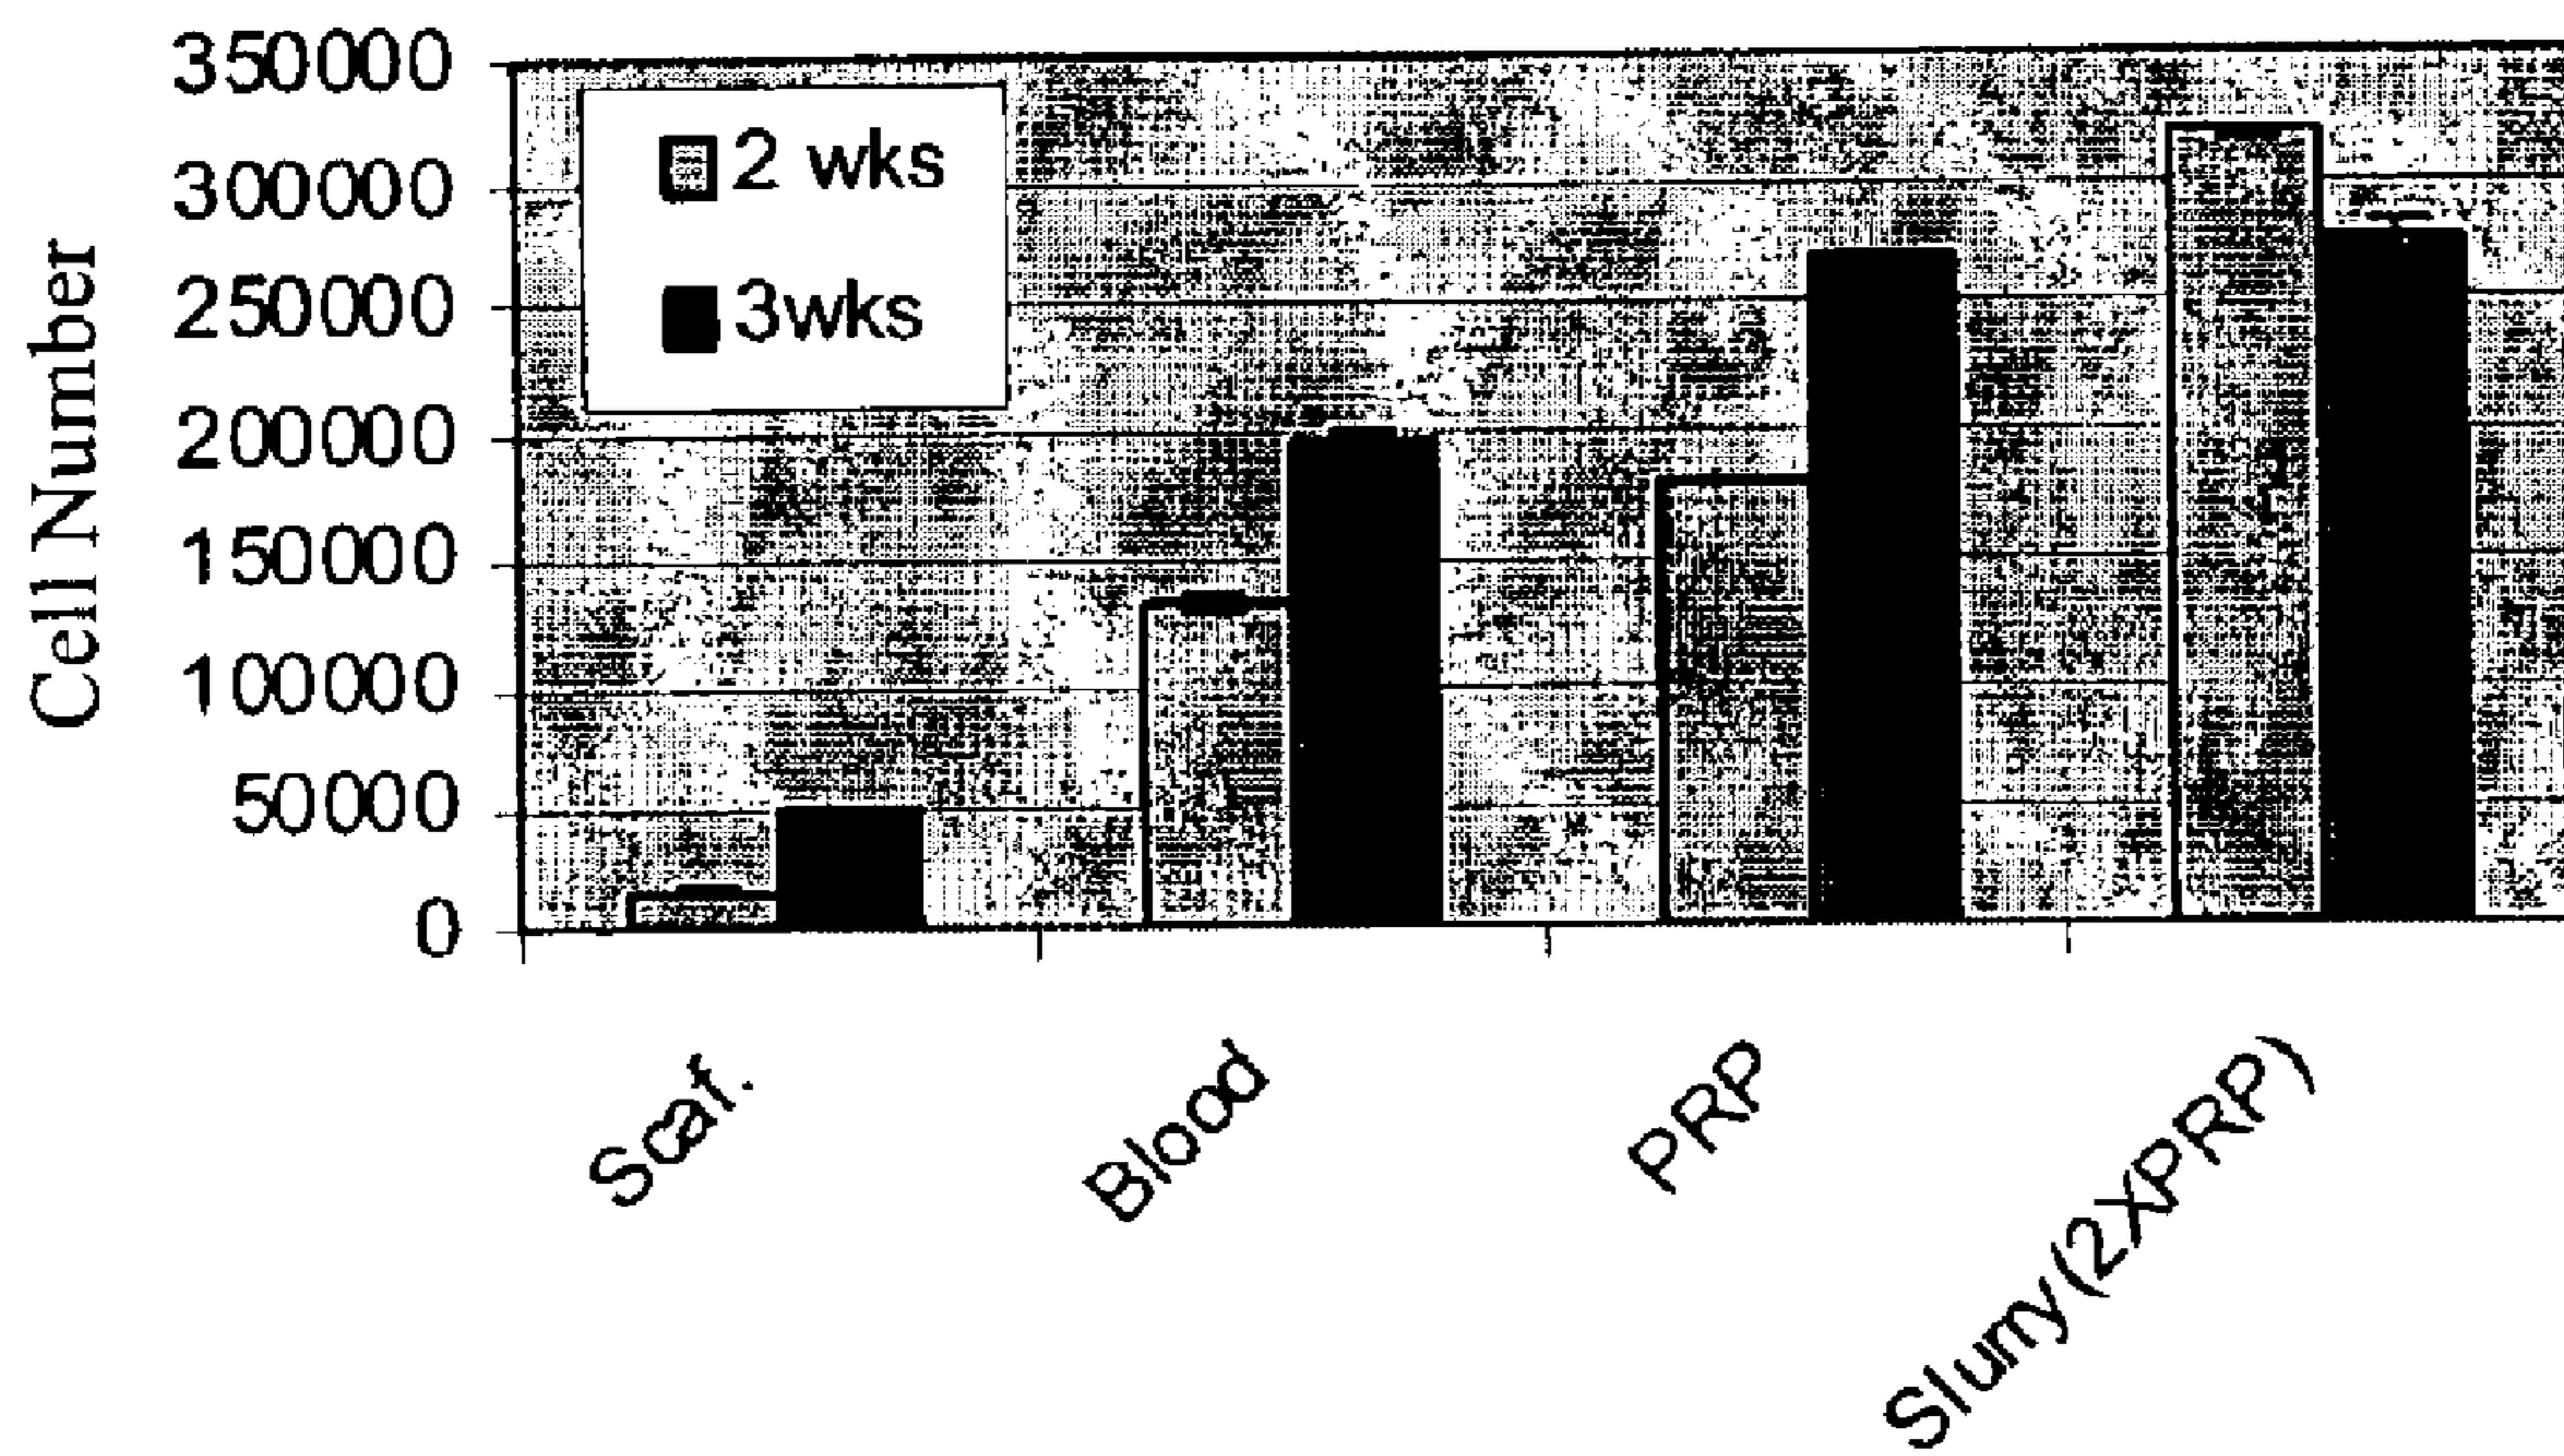 350000
300000
250000
200000
150000
100000
50000
0
Cell Number
2 wks
3wks
Scaf.
Blood
PRP
Slurry (2XPRP)